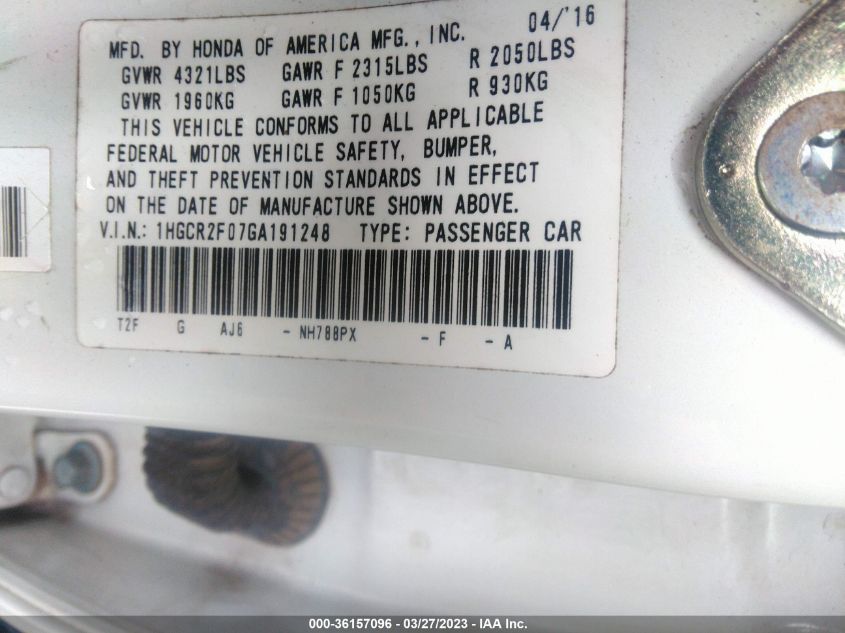 04/'16
MFD. BY HONDA OF AMERICA MFG., INC.
GVWR 4321LBS GAWR F 2315LBS R 2050LBS
GVWR 1960KG GAWR F 1050KG R 930KG
THIS VEHICLE CONFORMS TO ALL APPLICABLE
FEDERAL MOTOR VEHICLE SAFETY, BUMPER,
AND THEFT PREVENTION STANDARDS IN EFFECT
ON THE DATE OF MANUFACTURE SHOWN ABOVE.
V.I.N.: 1HGCR2F07GA191248 TYPE: PASSENGER CAR
T2F G AJ6 - NH788PX - F - A
000-36157096 — 03/27/2023 — IAA Inc.